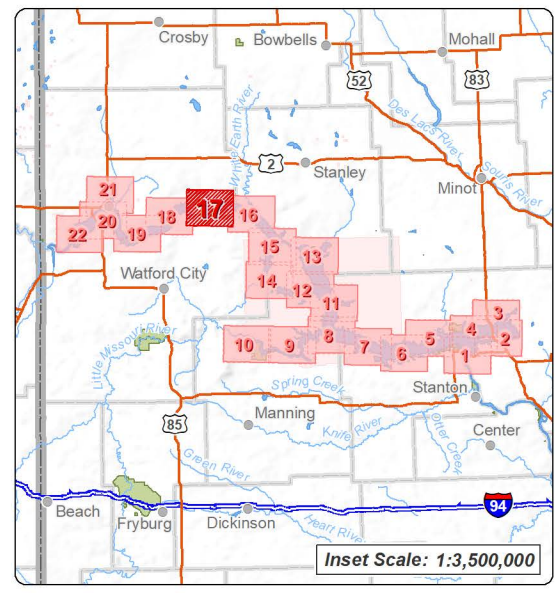 Crosby
Bowbells
Mohall
52
83
Des Lacs River
White Earth River
2
Stanley
Souris River
Minot
21
17
18
16
20
22
19
15
13
Watford City
14
12
11
Little Missouri River
10
9
8
7
6
5
4
3
2
1
Spring Creek
Stanton
85
Manning
Knife River
Otter Creek
Center
Green River
94
Beach
Fryburg
Dickinson
Heart River
Inset Scale: 1:3,500,000